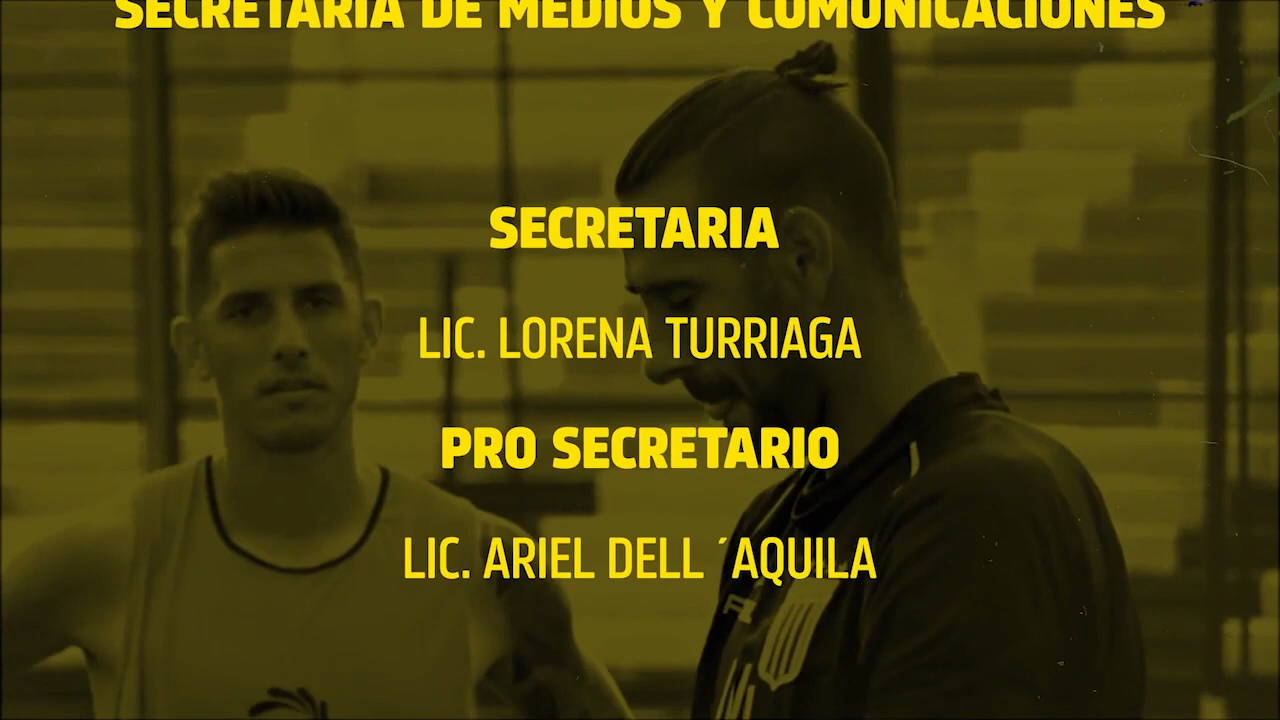 SECRETARIA DE MEDIOS Y COMUNICACIONES
SECRETARIA
LIC. LORENA TURRIAGA
PRO SECRETARIO
LIC. ARIEL DELL ´AQUILA